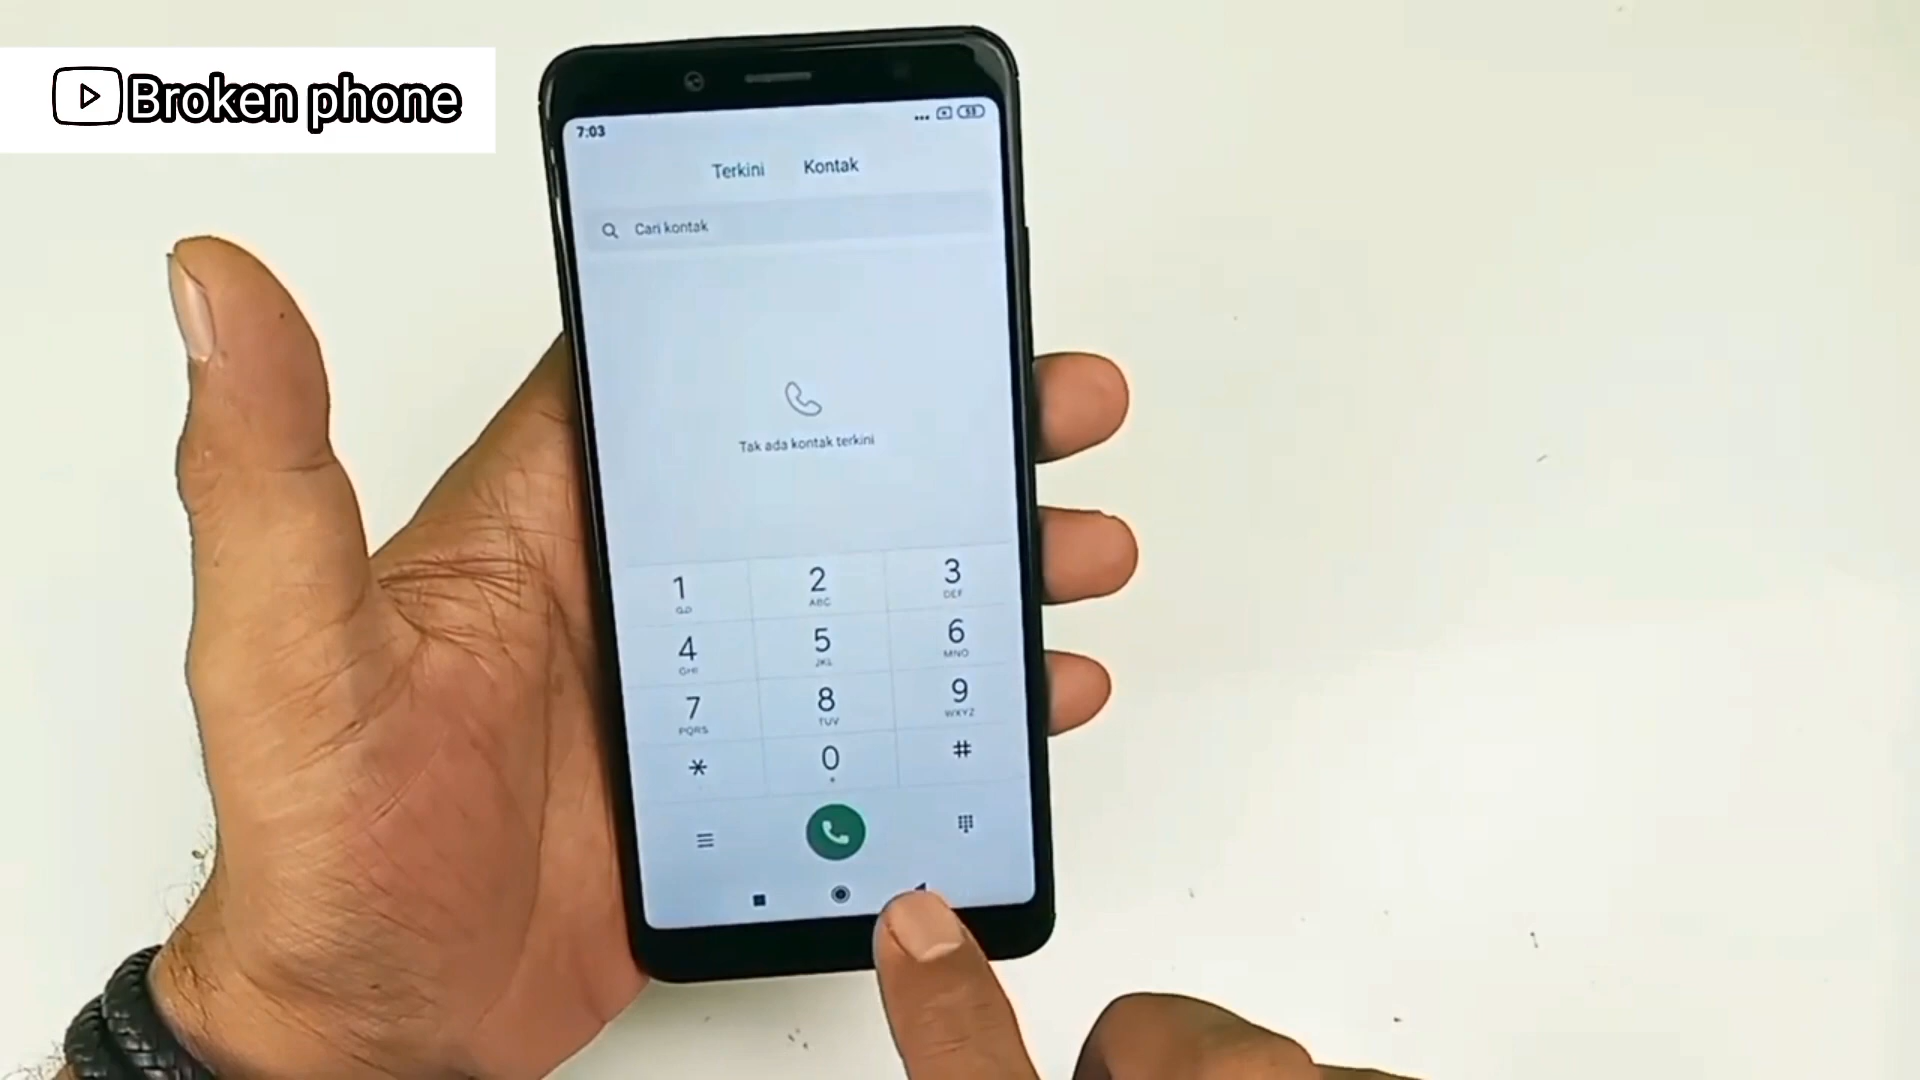 Broken phone
7:03
53
Terkini Kontak
Cari kontak
Tak ada kontak terkini
1 2 3
ABC DEF
4 5 6
GHI JKL MNO
7 8 9
PQRS TUV WXYZ
* 0 #